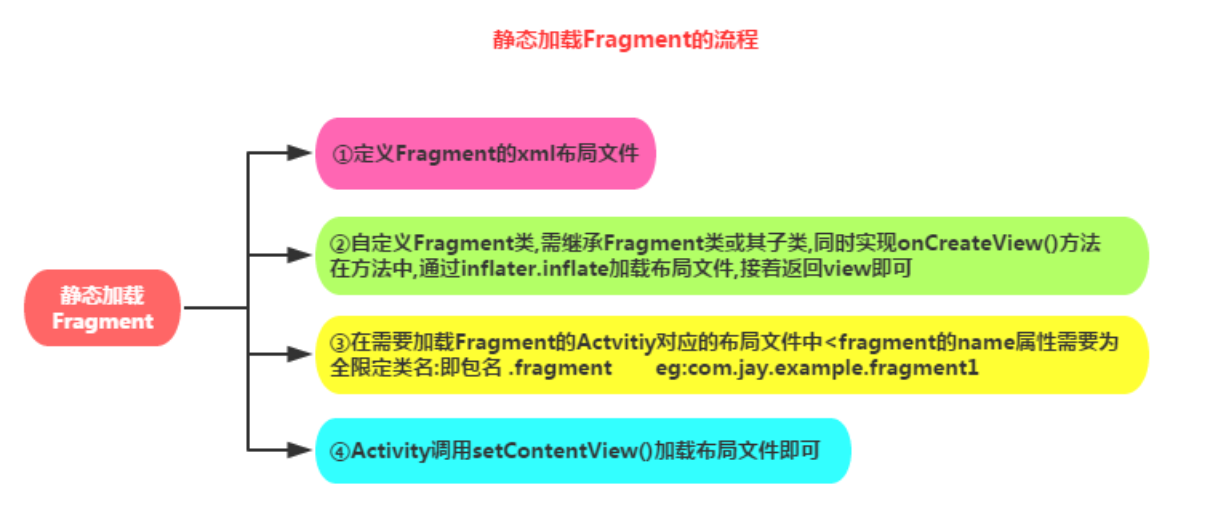 静态加载Fragment的流程
①定义Fragment的xml布局文件
②自定义Fragment类,需继承Fragment类或其子类,同时实现onCreateView()方法
在方法中,通过inflater.inflate加载布局文件,接着返回view即可
静态加载
Fragment
③在需要加载Fragment的Actvitiy对应的布局文件中<fragment的name属性需要为
全限定类名:即包名 .fragment eg:com.jay.example.fragment1
④Activity调用setContentView()加载布局文件即可